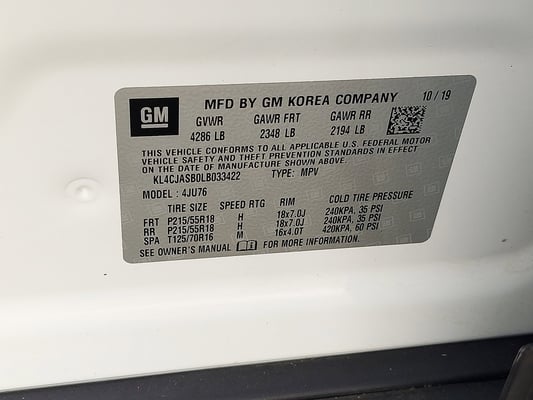 GM MFD BY GM KOREA COMPANY 10/19
GVWR GAWR FRT GAWR RR
4286 LB 2348 LB 2194 LB
THIS VEHICLE CONFORMS TO ALL APPLICABLE U.S. FEDERAL MOTOR
VEHICLE SAFETY, BUMPER, AND THEFT PREVENTION STANDARDS IN EFFECT
ON THE DATE OF MANUFACTURE SHOWN ABOVE.
KL4CJASB0LB033422 TYPE: MPV
MODEL: 4JU76
TIRE SIZE SPEED RTG RIM COLD TIRE PRESSURE
FRT P215/55R18 H 18x7.0J 240KPA, 35 PSI
RR P215/55R18 H 18x7.0J 240KPA, 35 PSI
SPA T125/70R16 M 16x4.0T 420KPA, 60 PSI
SEE OWNER'S MANUAL FOR MORE INFORMATION.